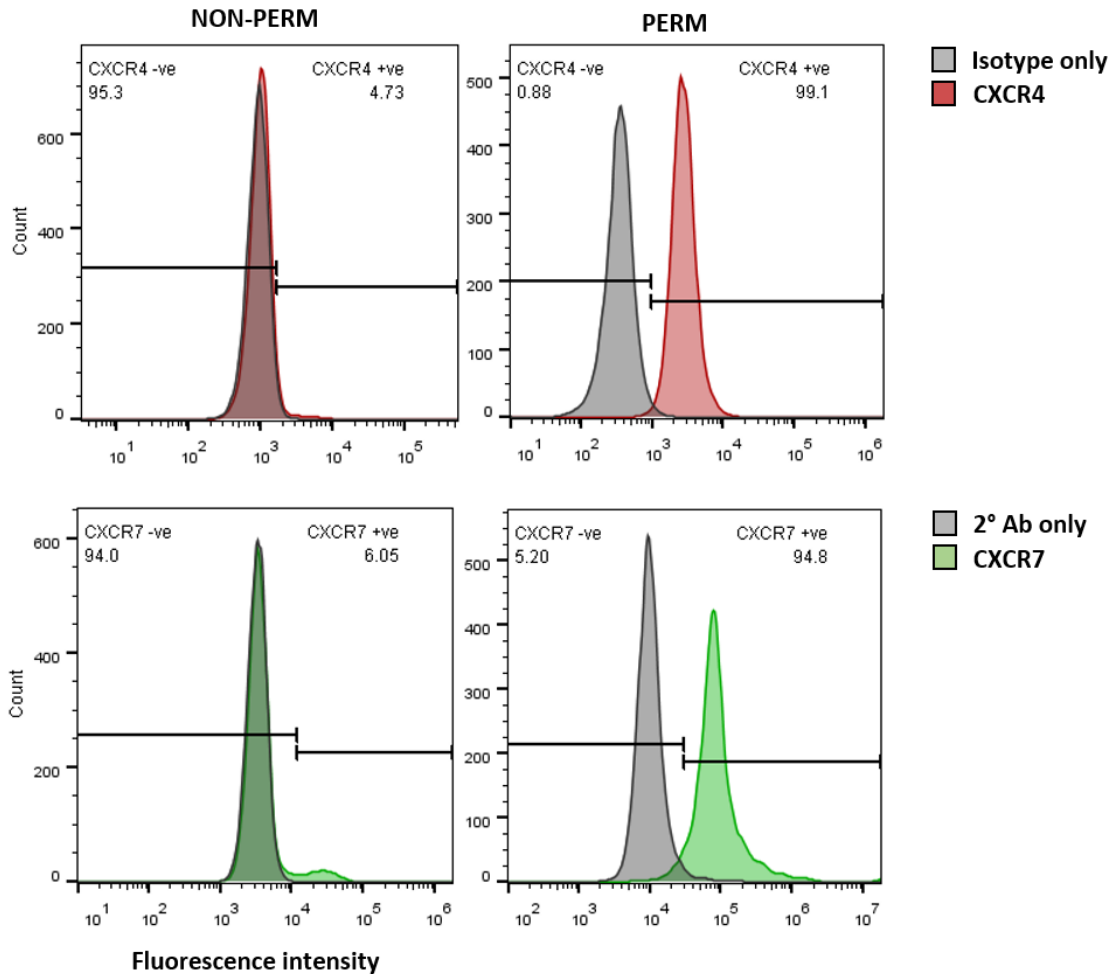 NON-PERM
PERM
CXCR4 -ve
95.3
CXCR4 +ve
4.73
600
400
200
0
Count
10¹ 10² 10³ 10⁴ 10⁵
CXCR4 -ve
0.88
CXCR4 +ve
99.1
500
400
300
200
100
0
10¹ 10² 10³ 10⁴ 10⁵ 10⁶
Isotype only
CXCR4
CXCR7 -ve
94.0
CXCR7 +ve
6.05
600
400
200
0
Count
10¹ 10² 10³ 10⁴ 10⁵ 10⁶
CXCR7 -ve
5.20
CXCR7 +ve
94.8
500
400
300
200
100
0
10² 10³ 10⁴ 10⁵ 10⁶ 10⁷
2° Ab only
CXCR7
Fluorescence intensity